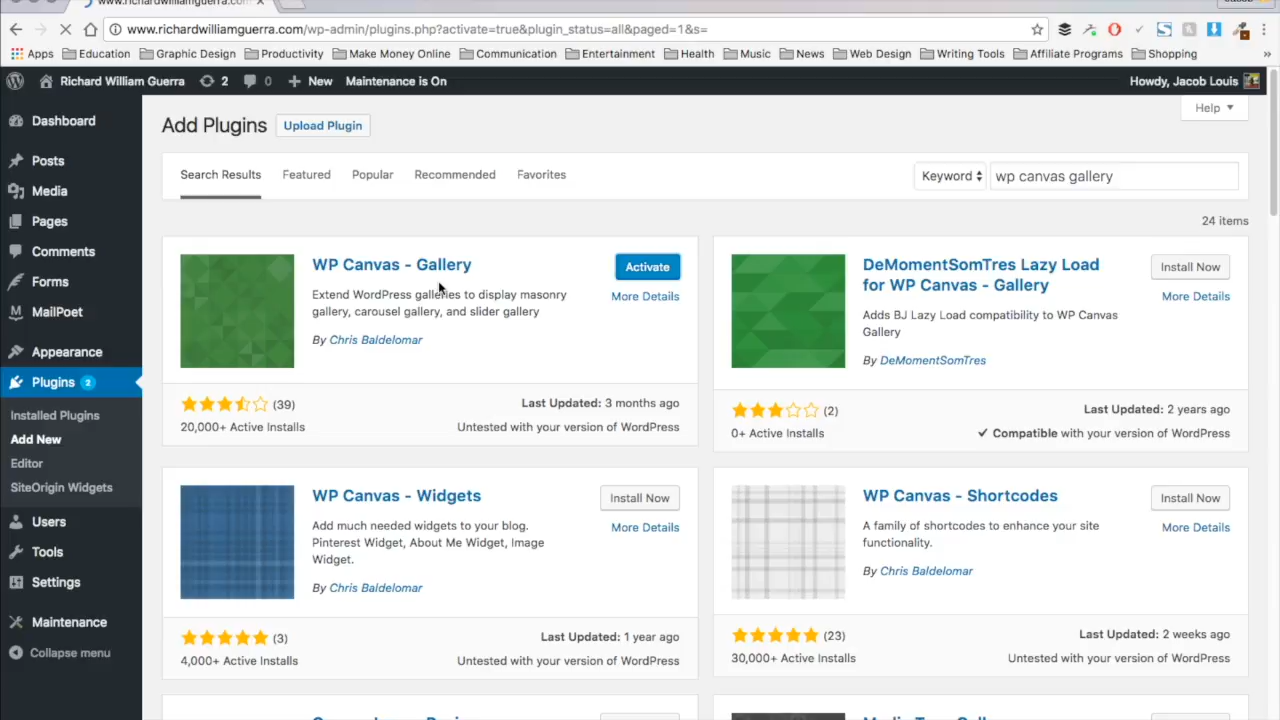 www.richardwilliamguerra.com
www.richardwilliamguerra.com/wp-admin/plugins.php?activate=true&plugin_status=all&paged=1&s=
Apps Education Graphic Design Productivity Make Money Online Communication Entertainment Health Music News Web Design Writing Tools Affiliate Programs Shopping »
Richard William Guerra 2 0 New Maintenance is On Howdy, Jacob Louis
Help
Dashboard
Posts
Media
Pages
Comments
Forms
MailPoet
Appearance
Plugins 2
Installed Plugins
Add New
Editor
SiteOrigin Widgets
Users
Tools
Settings
Maintenance
Collapse menu
Add Plugins Upload Plugin
Search Results Featured Popular Recommended Favorites Keyword wp canvas gallery
24 items
WP Canvas - Gallery
Activate
More Details
Extend WordPress galleries to display masonry
gallery, carousel gallery, and slider gallery
By Chris Baldelomar
(39)
Last Updated: 3 months ago
20,000+ Active Installs
Untested with your version of WordPress
DeMomentSomTres Lazy Load
for WP Canvas - Gallery
Install Now
More Details
Adds BJ Lazy Load compatibility to WP Canvas
Gallery
By DeMomentSomTres
(2)
Last Updated: 2 years ago
0+ Active Installs
Compatible with your version of WordPress
WP Canvas - Widgets
Install Now
More Details
Add much needed widgets to your blog.
Pinterest Widget, About Me Widget, Image
Widget.
By Chris Baldelomar
(3)
Last Updated: 1 year ago
4,000+ Active Installs
Untested with your version of WordPress
WP Canvas - Shortcodes
Install Now
More Details
A family of shortcodes to enhance your site
functionality.
By Chris Baldelomar
(23)
Last Updated: 2 weeks ago
30,000+ Active Installs
Untested with your version of WordPress